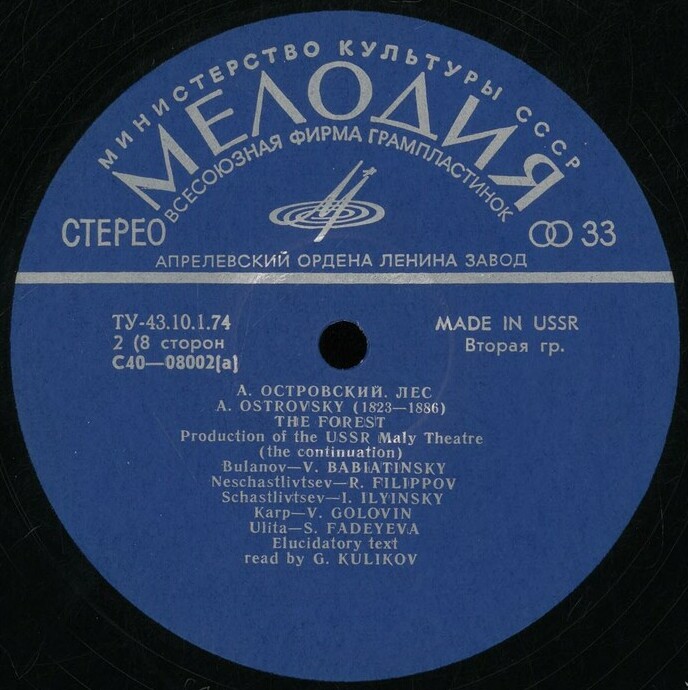 МИНИСТЕРСТВО КУЛЬТУРЫ СССР
МЕЛОДИЯ
ВСЕСОЮЗНАЯ ФИРМА ГРАМПЛАСТИНОК
СТЕРЕО
33
АПРЕЛЕВСКИЙ ОРДЕНА ЛЕНИНА ЗАВОД
ТУ-43.10.1.74
MADE IN USSR
2 (8 сторон
Вторая гр.
С40—08002(а)
А. ОСТРОВСКИЙ. ЛЕС
A. OSTROVSKY (1823—1886)
THE FOREST
Production of the USSR Maly Theatre
(the continuation)
Bulanov—V. BABIATINSKY
Neschastlivtsev—R. FILIPPOV
Schastlivtsev—I. ILYINSKY
Karp—V. GOLOVIN
Ulita—S. FADEYEVA
Elucidatory text
read by G. KULIKOV